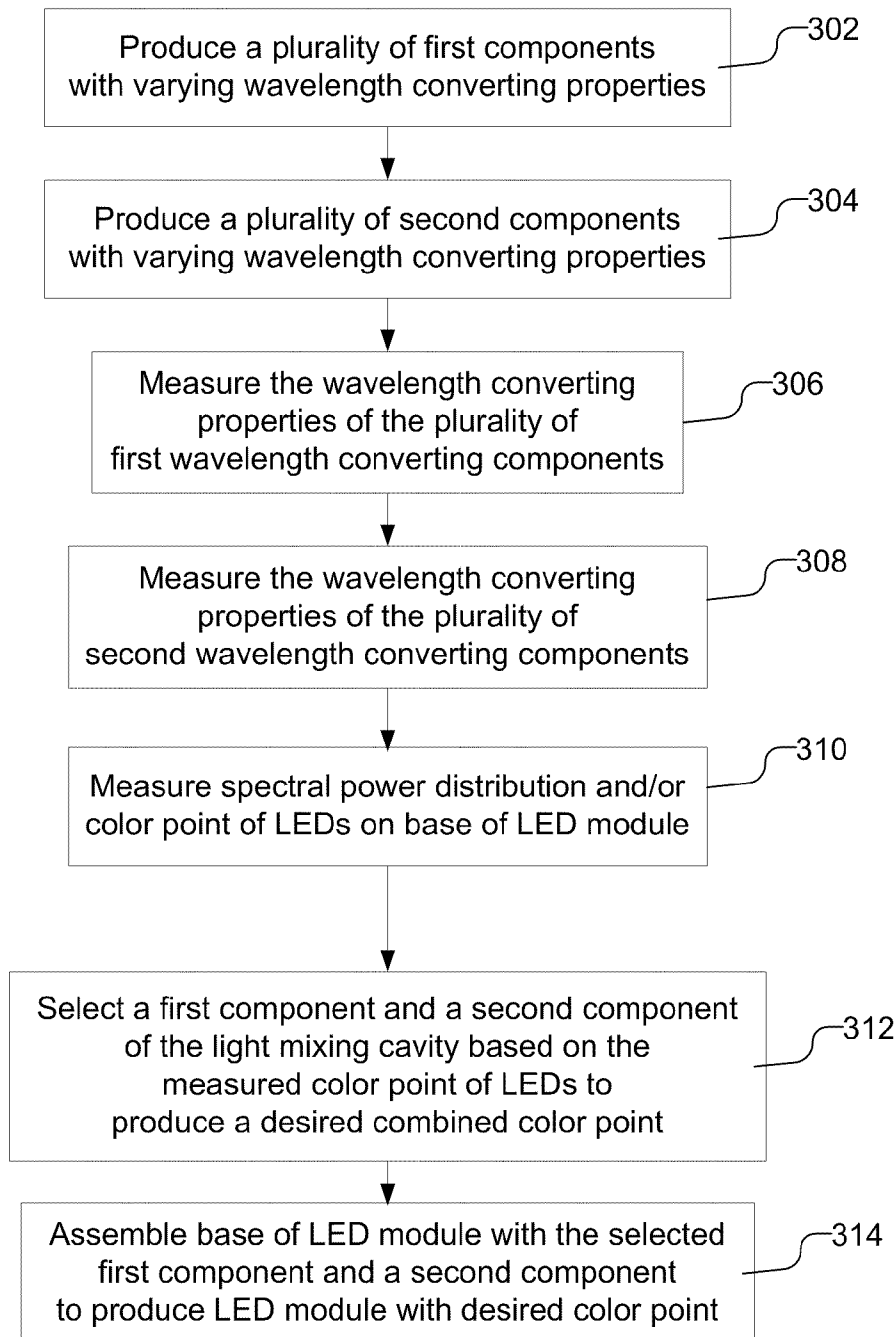 Produce a plurality of first components
with varying wavelength converting properties
302
Produce a plurality of second components
with varying wavelength converting properties
304
Measure the wavelength converting
properties of the plurality of
first wavelength converting components
306
Measure the wavelength converting
properties of the plurality of
second wavelength converting components
308
Measure spectral power distribution and/or
color point of LEDs on base of LED module
310
Select a first component and a second component
of the light mixing cavity based on the
measured color point of LEDs to
produce a desired combined color point
312
Assemble base of LED module with the selected
first component and a second component
to produce LED module with desired color point
314